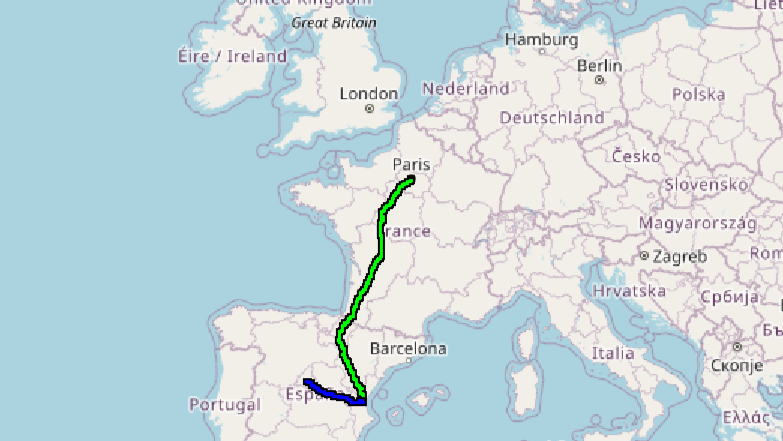 United Kingdom
Great Britain
Liet
Éire / Ireland
Hamburg
Berlin
London
Nederland
Polska
Deutschland
Paris
Česko
Slovensko
Magyarország
France
Zagreb
Rom
Hrvatska
Србија
Бъ
Barcelona
Italia
Скопје
España
Portugal
Ελλάς